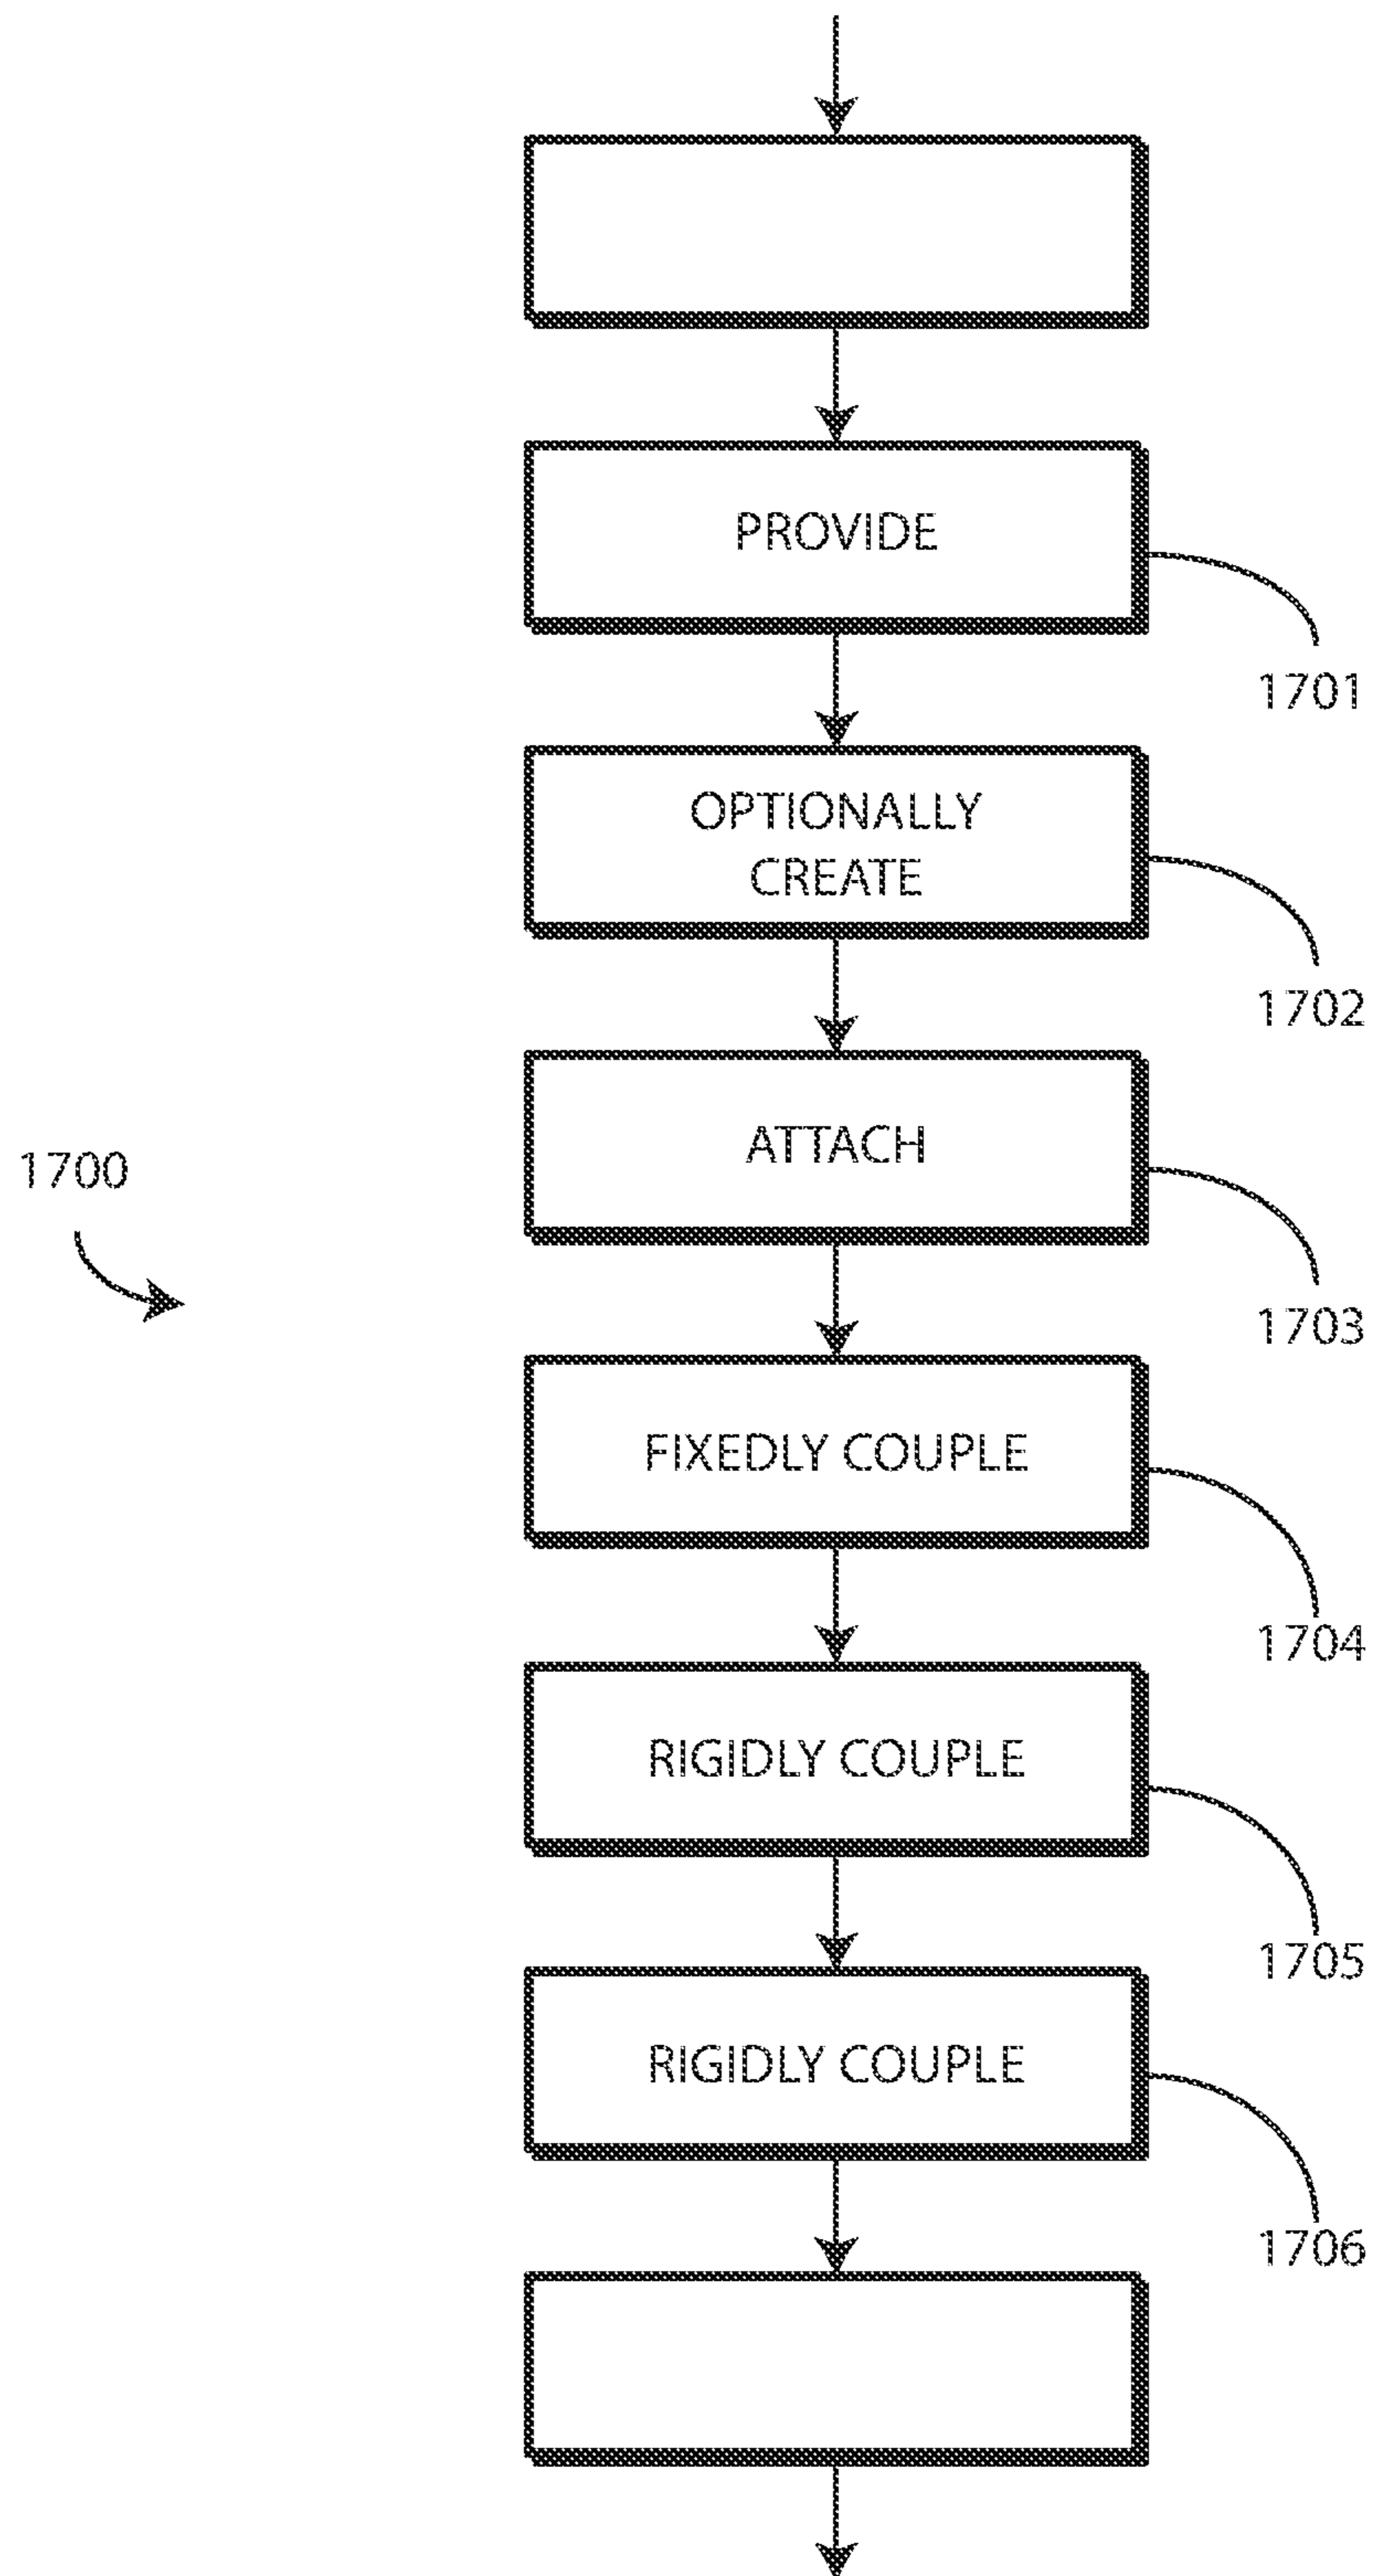 PROVIDE
1701
OPTIONALLY
CREATE
1702
ATTACH
1700
1703
FIXEDLY COUPLE
1704
RIGIDLY COUPLE
1705
RIGIDLY COUPLE
1706